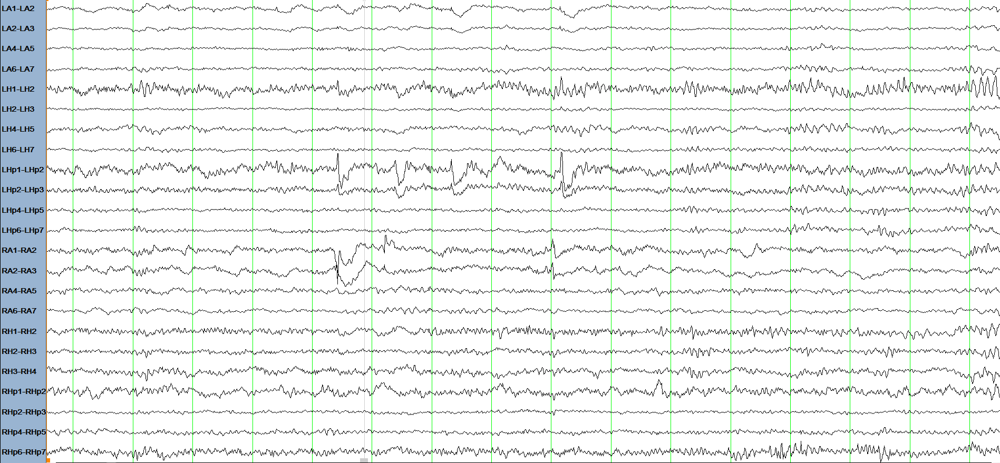 LA1-LA2
LA2-LA3
LA4-LA5
LA6-LA7
LH1-LH2
LH2-LH3
LH4-LH5
LH6-LH7
LHp1-LHp2
LHp2-LHp3
LHp4-LHp5
LHp6-LHp7
RA1-RA2
RA2-RA3
RA4-RA5
RA6-RA7
RH1-RH2
RH2-RH3
RH3-RH4
RHp1-RHp2
RHp2-RHp3
RHp4-RHp5
RHp6-RHp7